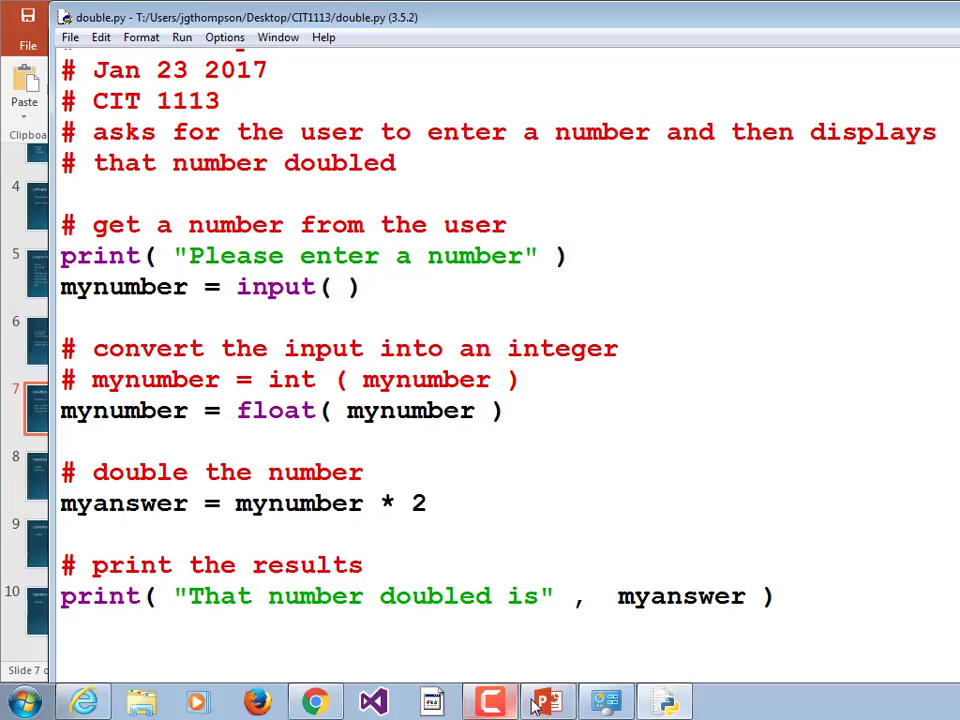 double.py - T:/Users/jgthompson/Desktop/CIT1113/double.py (3.5.2)
File Edit Format Run Options Window Help
File
Paste
Clipboa
4
5
6
7
8
9
10
Slide 7 o
# Jan 23 2017
# CIT 1113
# asks for the user to enter a number and then displays
# that number doubled
# get a number from the user
print( "Please enter a number" )
mynumber = input( )
# convert the input into an integer
# mynumber = int ( mynumber )
mynumber = float( mynumber )
# double the number
myanswer = mynumber * 2
# print the results
print( "That number doubled is" , myanswer )